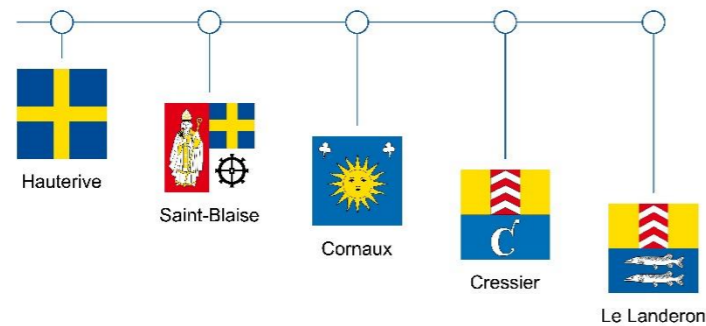 Hauterive
Saint-Blaise
Cornaux
C
Cressier
Le Landeron